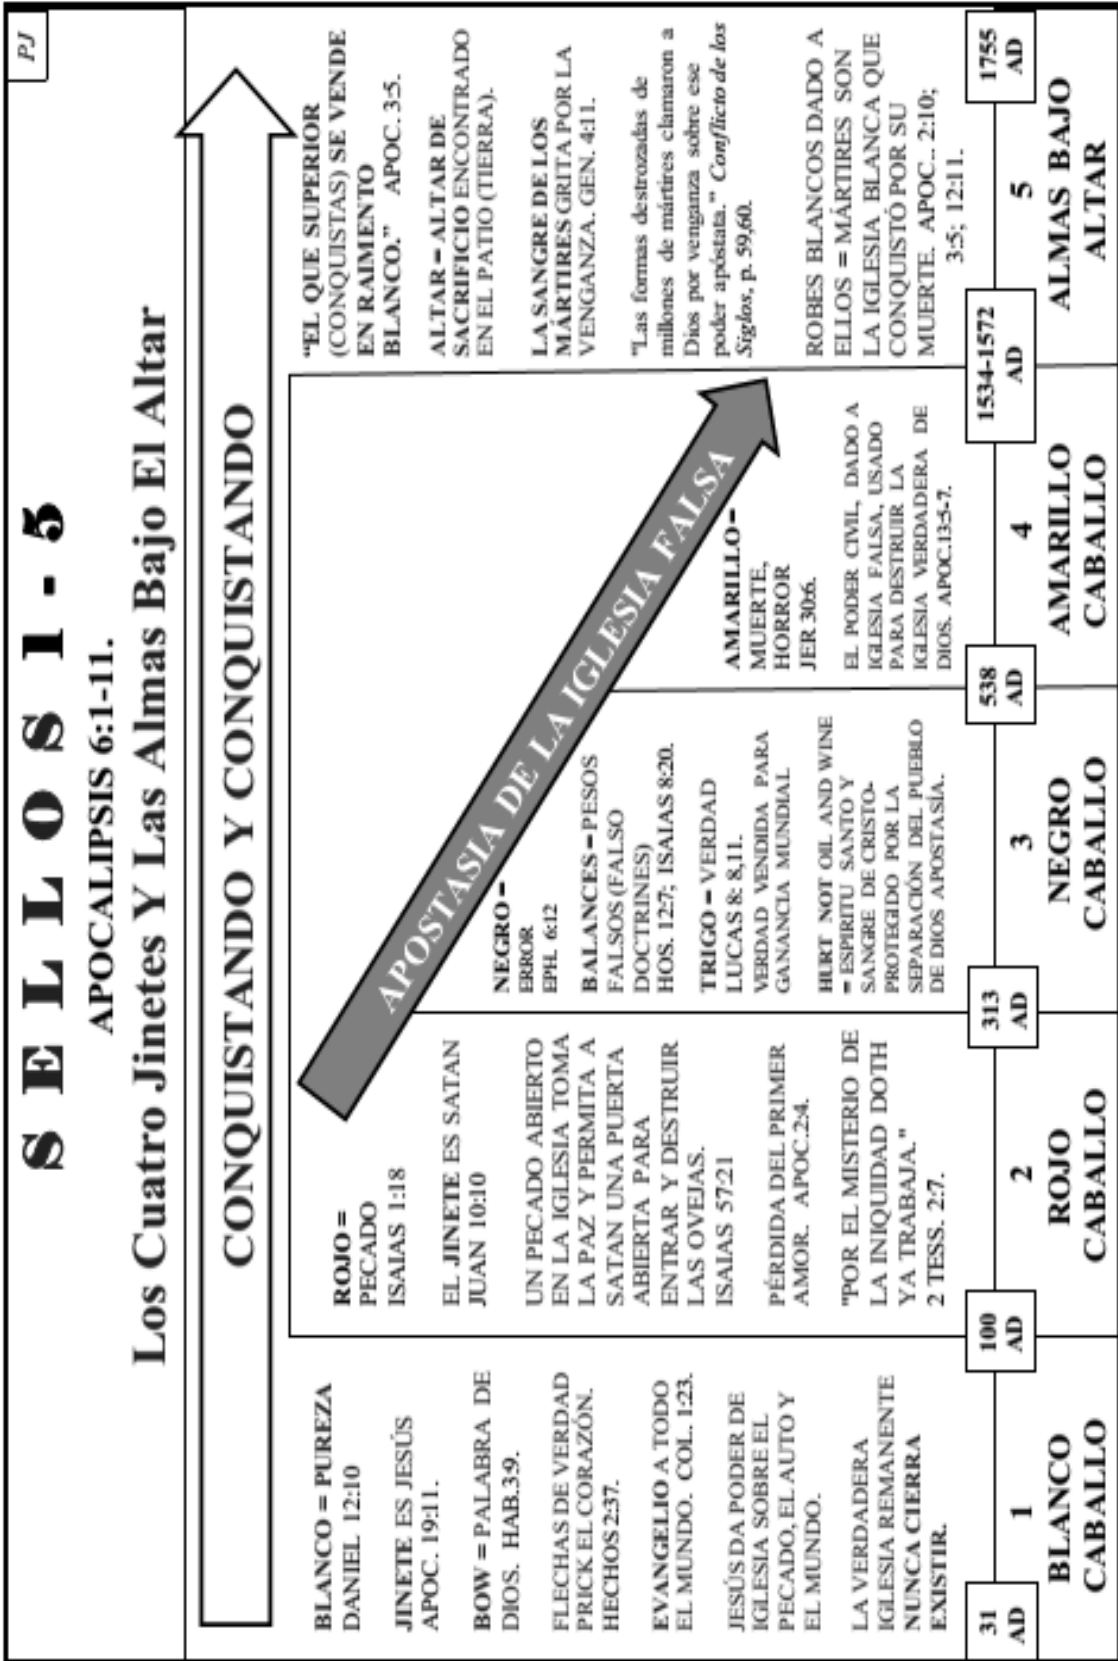 PJ
SELLOS 1 - 5
APOCALIPSIS 6:1-11.
Los Cuatro Jinetes Y Las Almas Bajo El Altar
CONQUISTANDO Y CONQUISTANDO
BLANCO = PUREZA
DANIEL 12:10
JINETE ES JESÚS
APOC. 19:11.
BOW = PALABRA DE
DIOS. HAB.3:9.
FLECHAS DE VERDAD
PRICK EL CORAZÓN.
HECHOS 2:37.
EVANGELIO A TODO
EL MUNDO. COL. 1:23.
JESÚS DA PODER DE
IGLESIA SOBRE EL
PECADO, EL AUTO Y
EL MUNDO.
LA VERDADERA
IGLESIA REMANENTE
NUNCA CIERRA
EXISTIR.
ROJO =
PECADO
ISAIAS 1:18
EL JINETE ES SATAN
JUAN 10:10
UN PECADO ABIERTO
EN LA IGLESIA TOMA
LA PAZ Y PERMITA A
SATAN UNA PUERTA
ABIERTA PARA
ENTRAR Y DESTRUIR
LAS OVEJAS.
ISAIAS 57:21
PÉRDIDA DEL PRIMER
AMOR. APOC.2:4.
"POR EL MISTERIO DE
LA INIQUIDAD DOTH
YA TRABAJA."
2 TESS. 2:7.
APOSTASIA DE LA IGLESIA FALSA
NEGRO =
ERROR
EPH. 6:12
BALANCES = PESOS
FALSOS (FALSO
DOCTRINES)
HOS. 12:7; ISAIAS 8:20.
TRIGO = VERDAD
LUCAS 8: 8,11.
VERDAD VENDIDA PARA
GANANCIA MUNDIAL
HURT NOT OIL AND WINE
= ESPIRITU SANTO Y
SANGRE DE CRISTO-
PROTEGIDO POR LA
SEPARACIÓN DEL PUEBLO
DE DIOS APOSTASÍA.
AMARILLO =
MUERTE,
HORROR
JER 30:6.
EL PODER CIVIL, DADO A
IGLESIA FALSA, USADO
PARA DESTRUIR LA
IGLESIA VERDADERA DE
DIOS. APOC.13:5-7.
"EL QUE SUPERIOR
(CONQUISTAS) SE VENDE
EN RAIMENTO
BLANCO." APOC. 3:5.
ALTAR = ALTAR DE
SACRIFICIO ENCONTRADO
EN EL PATIO (TIERRA).
LA SANGRE DE LOS
MÁRTIRES GRITA POR LA
VENGANZA. GEN. 4:11.
"Las formas destrozadas de
millones de mártires clamaron a
Dios por venganza sobre ese
poder apóstata." Conflicto de los
Siglos, p. 59,60.
ROBES BLANCOS DADO A
ELLOS = MÁRTIRES SON
LA IGLESIA BLANCA QUE
CONQUISTÓ POR SU
MUERTE. APOC.. 2:10;
3:5; 12:11.
31
AD
1
100
AD
2
313
AD
3
538
AD
4
1534-1572
AD
5
1755
AD
BLANCO
CABALLO
ROJO
CABALLO
NEGRO
CABALLO
AMARILLO
CABALLO
ALMAS BAJO
ALTAR